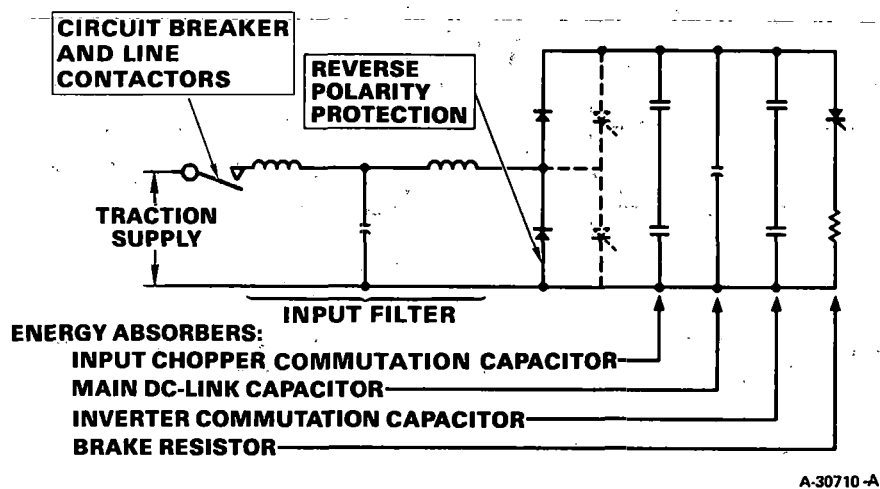 CIRCUIT BREAKER
AND LINE
CONTACTORS
REVERSE
POLARITY
PROTECTION
TRACTION
SUPPLY
INPUT FILTER
ENERGY ABSORBERS:
INPUT CHOPPER COMMUTATION CAPACITOR
MAIN DC-LINK CAPACITOR
INVERTER COMMUTATION CAPACITOR
BRAKE RESISTOR
A-30710-A